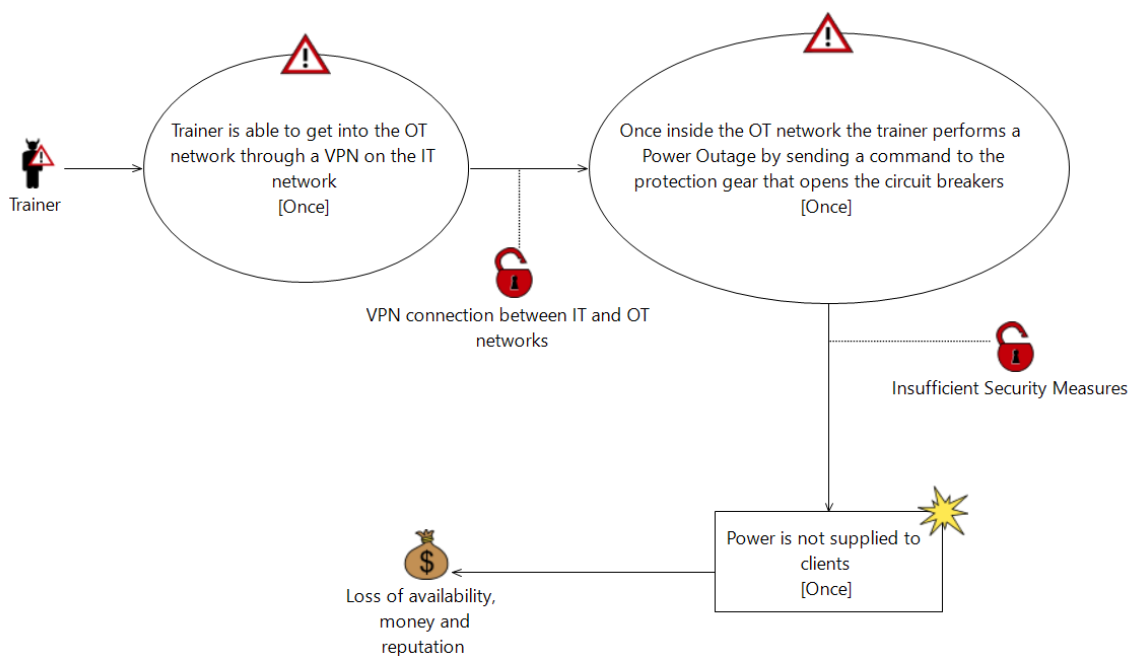 Trainer is able to get into the OT
network through a VPN on the IT
network
[Once]
Once inside the OT network the trainer performs a
Power Outage by sending a command to the
protection gear that opens the circuit breakers
[Once]
Trainer
VPN connection between IT and OT
networks
Insufficient Security Measures
Power is not supplied to
clients
[Once]
$
Loss of availability,
money and
reputation